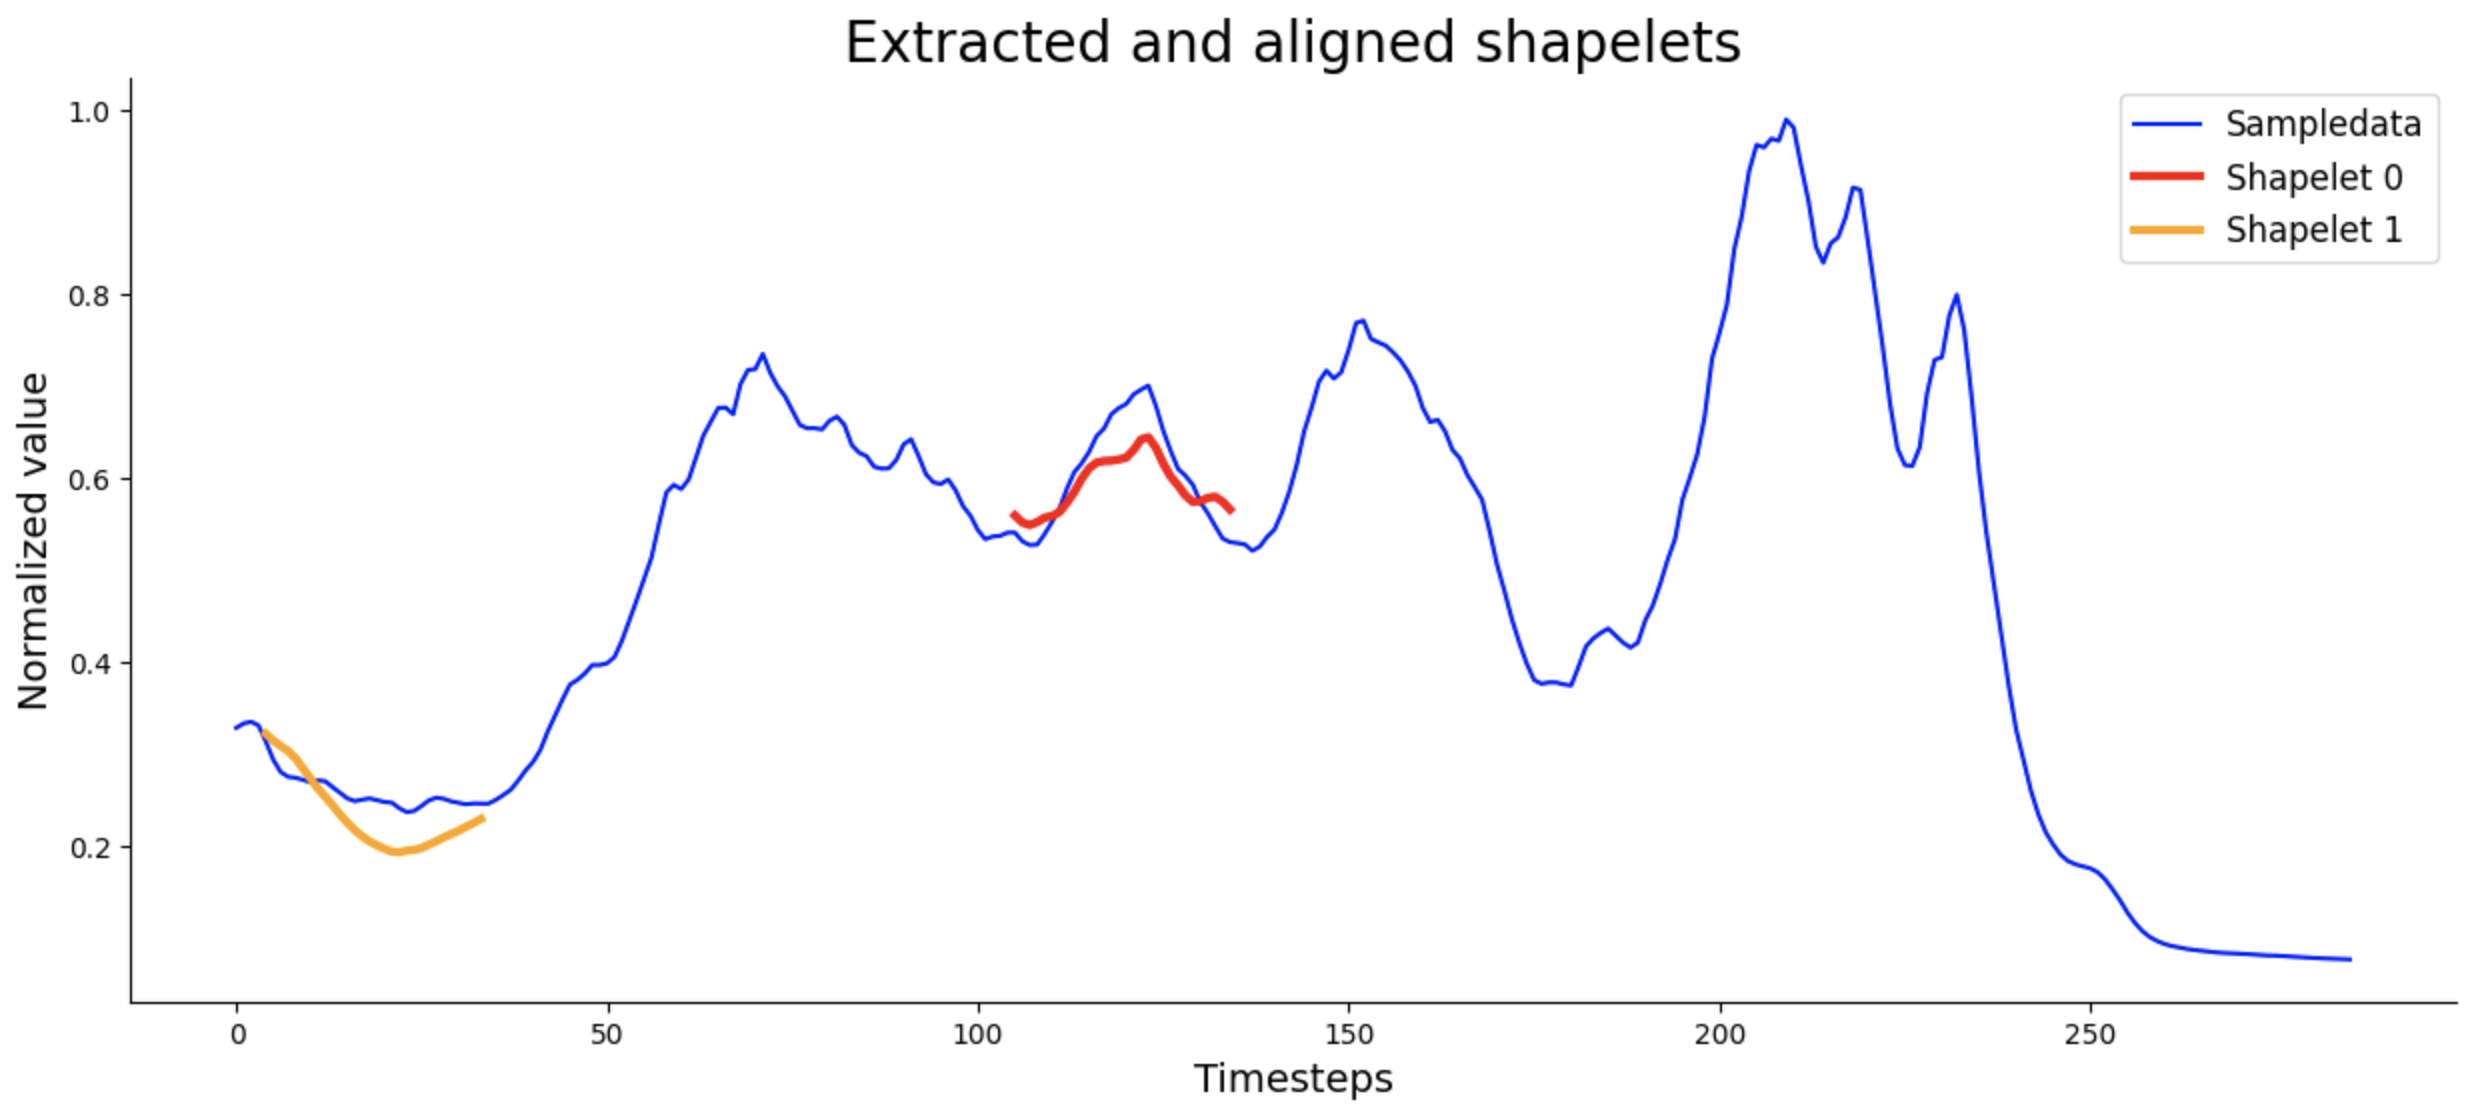 Extracted and aligned shapelets
1.0
0.8
0.6
0.4
0.2
Normalized value
Sampledata
Shapelet 0
Shapelet 1
0 50 100 150 200 250
Timesteps